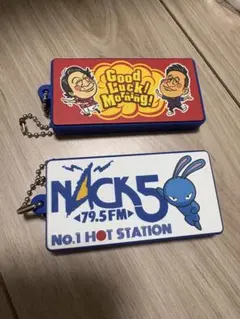 Good
Luck!
Morning!
NACK5
79.5FM
No.1 HOT STATION